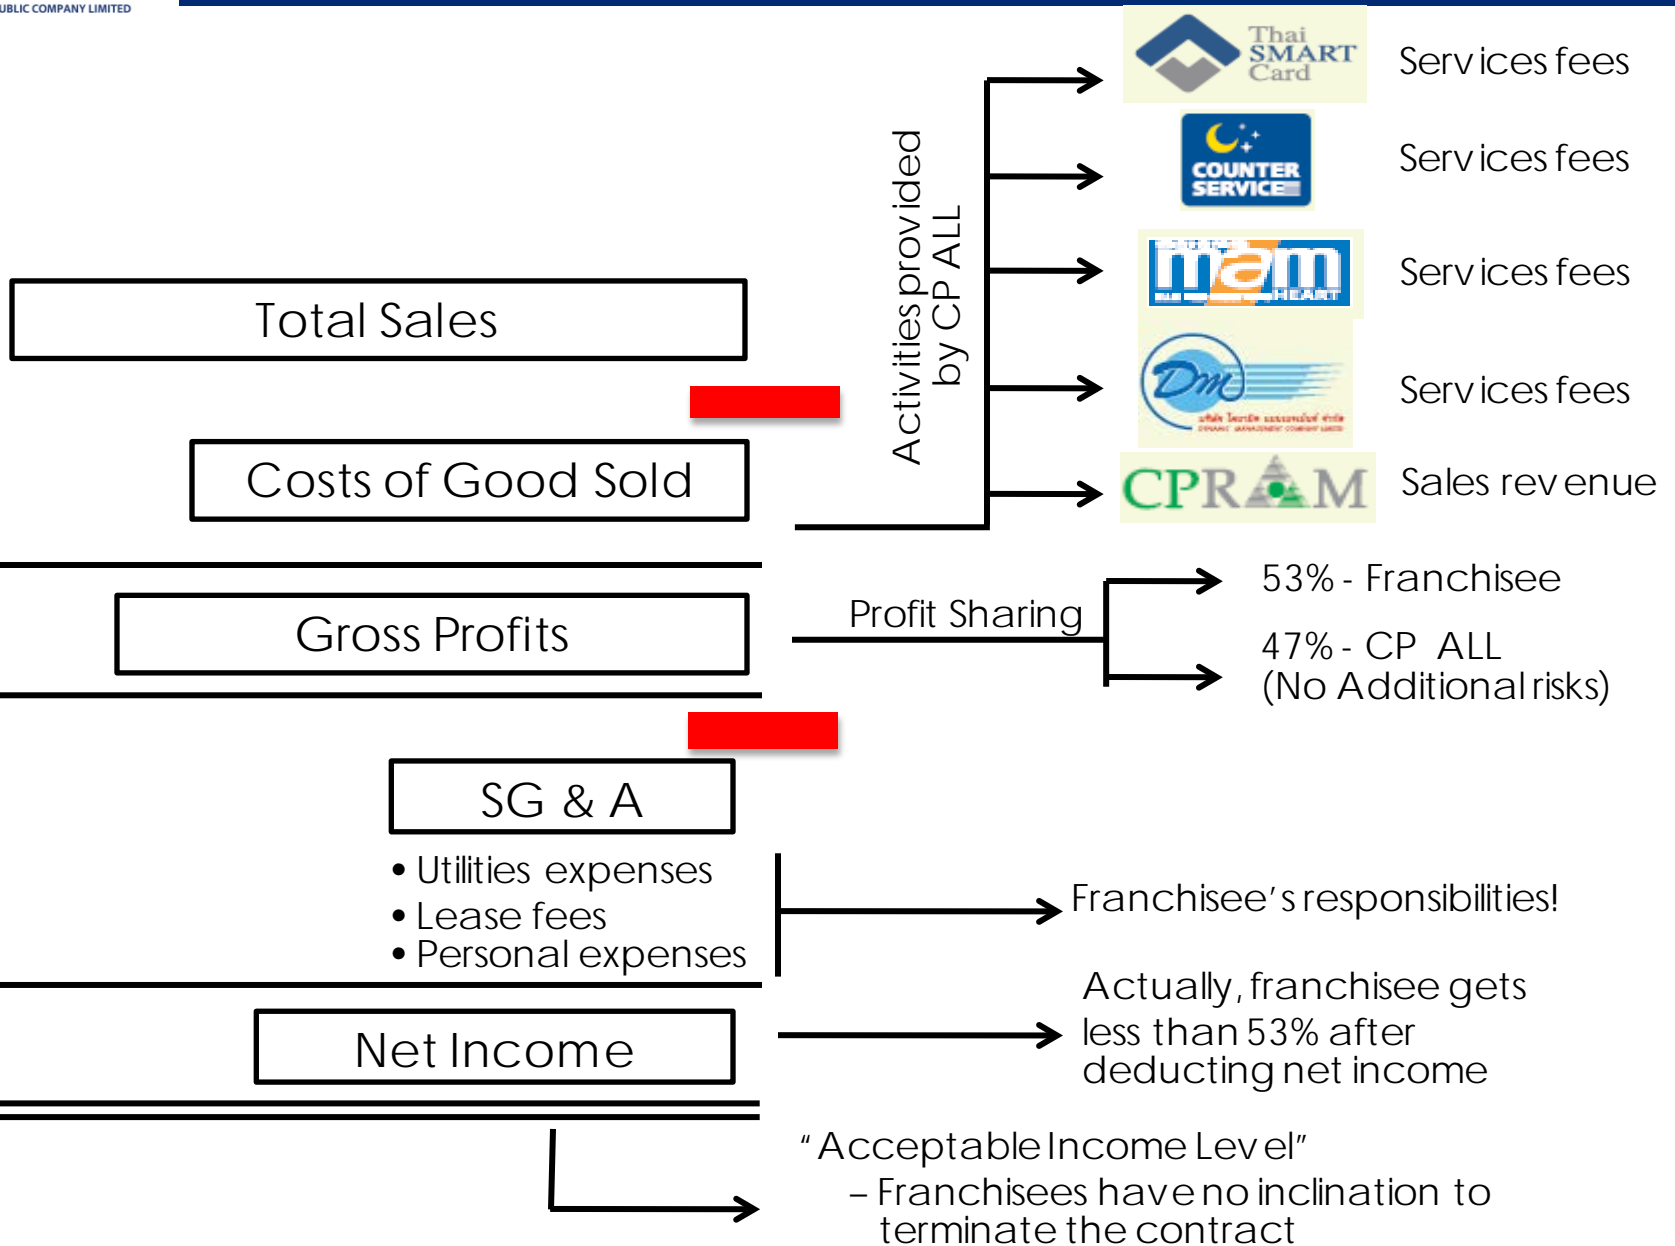 PUBLIC COMPANY LIMITED
Thai
SMART
Card
Services fees
COUNTER
SERVICE
Services fees
mam
HEART
Services fees
Dm
Services fees
CPRAM
Sales revenue
Activities provided
by CP ALL
Total Sales
Costs of Good Sold
Gross Profits
Profit Sharing
53% - Franchisee
47% - CP ALL
(No Additional risks)
SG & A
• Utilities expenses
• Lease fees
• Personal expenses
Franchisee's responsibilities!
Net Income
Actually, franchisee gets
less than 53% after
deducting net income
“Acceptable Income Level”
– Franchisees have no inclination to
terminate the contract